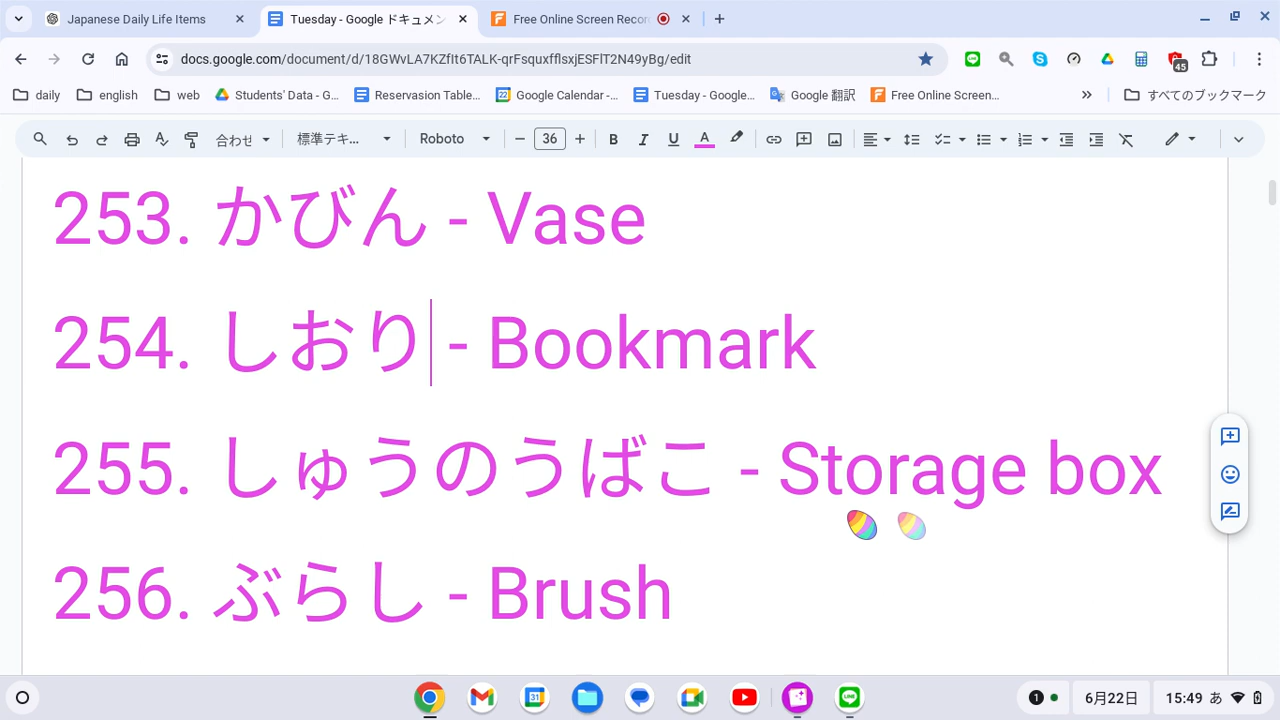 Japanese Daily Life Items
Tuesday - Google ドキュメン
Free Online Screen Recor
docs.google.com/document/d/18GWvLA7KZfIt6TALK-qrFsquxfflsxjESFlT2N49yBg/edit
45
daily
english
web
Students' Data - G...
Reservasion Table...
Google Calendar -...
Tuesday - Google...
Google 翻訳
Free Online Screen...
すべてのブックマーク
合わせ
標準テキ...
Roboto
36
253. かびん - Vase
254. しおり - Bookmark
255. しゅうのうばこ - Storage box
256. ぶらし - Brush
31
1
6月22日
15:49 あ